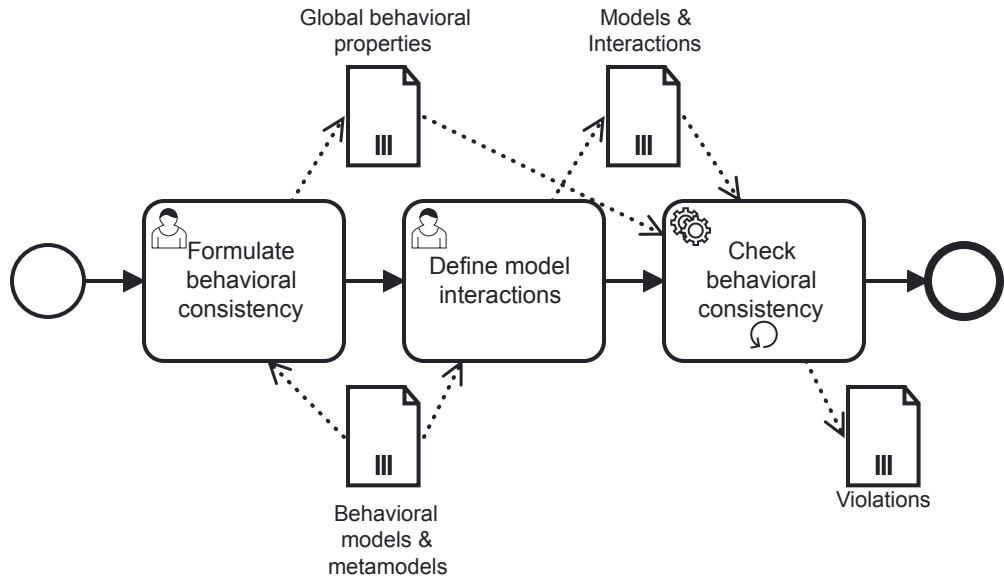 Global behavioral
properties
Models &
Interactions
Formulate
behavioral
consistency
Define model
interactions
Check
behavioral
consistency
Behavioral
models &
metamodels
Violations